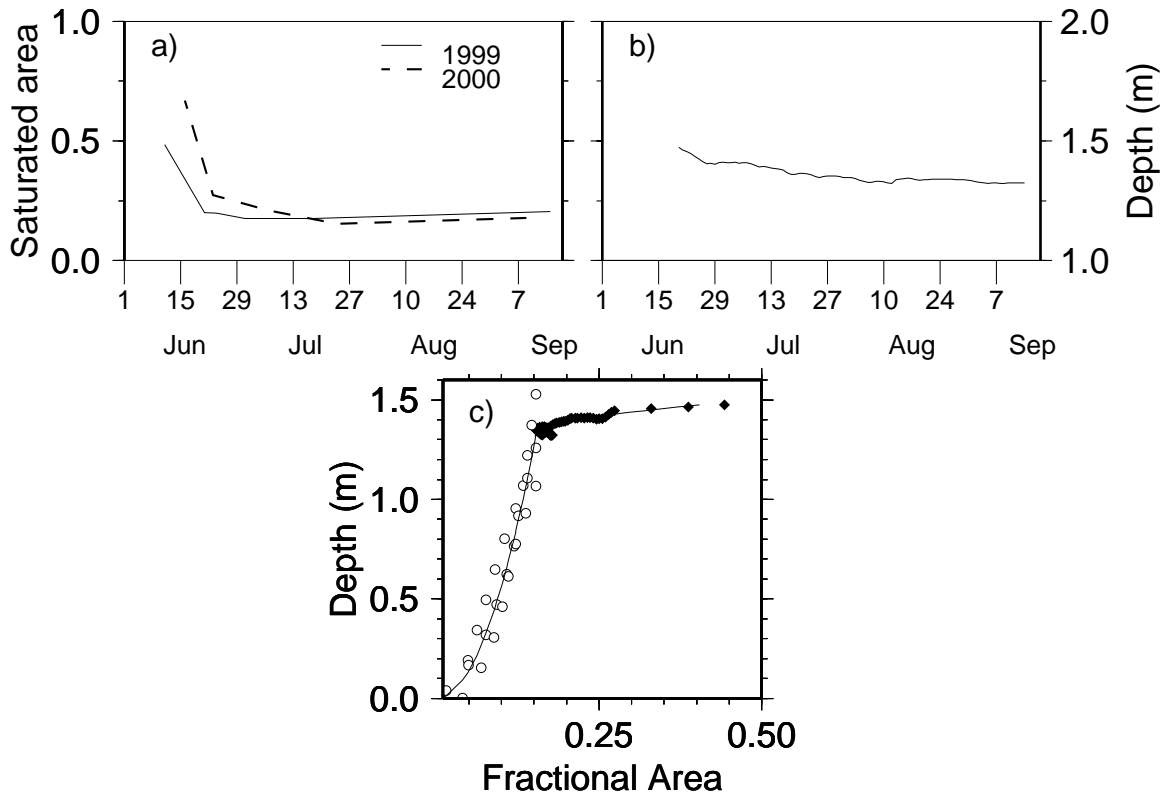 1.0
a)
1999
2000
0.5
0.0
Saturated area
1 15 29 13 27 10 24 7
Jun Jul Aug Sep
b)
2.0
1.5
1.0
Depth (m)
1 15 29 13 27 10 24 7
Jun Jul Aug Sep
c)
1.5
1.0
0.5
0.0
Depth (m)
0.25 0.50
Fractional Area